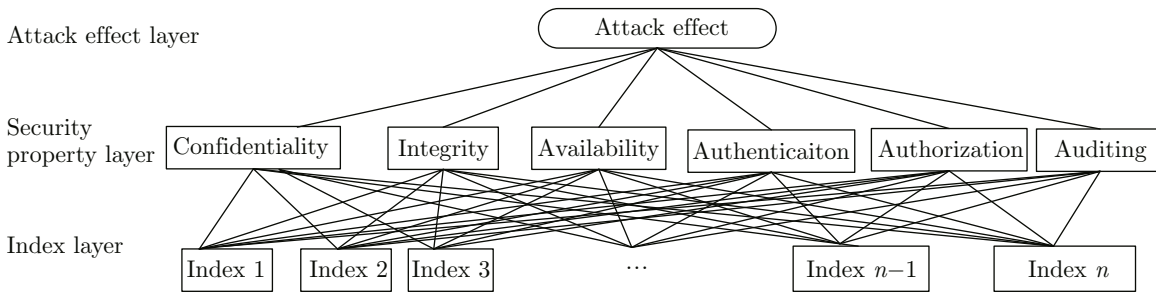 Attack effect layer
Attack effect
Security
property layer
Confidentiality
Integrity
Availability
Authenticaiton
Authorization
Auditing
Index layer
Index 1
Index 2
Index 3
...
Index n−1
Index n